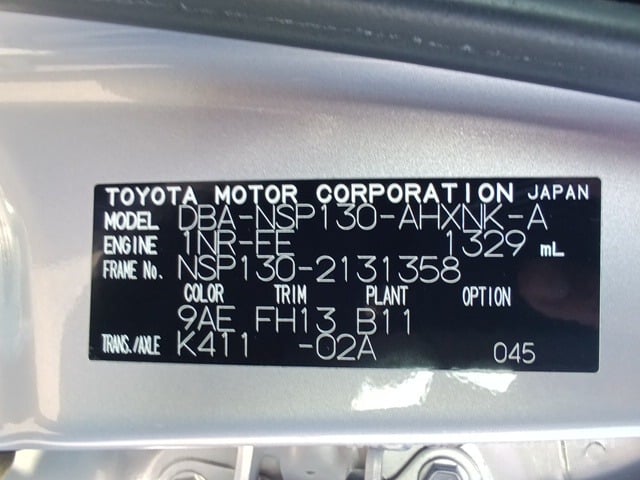 TOYOTA MOTOR CORPORATION JAPAN
MODEL DBA-NSP130-AHXNK-A
ENGINE 1NR-EE 1329 mL
FRAME No. NSP130-2131358
COLOR TRIM PLANT OPTION
9AE FH13 B11
TRANS./AXLE K411 -02A 045